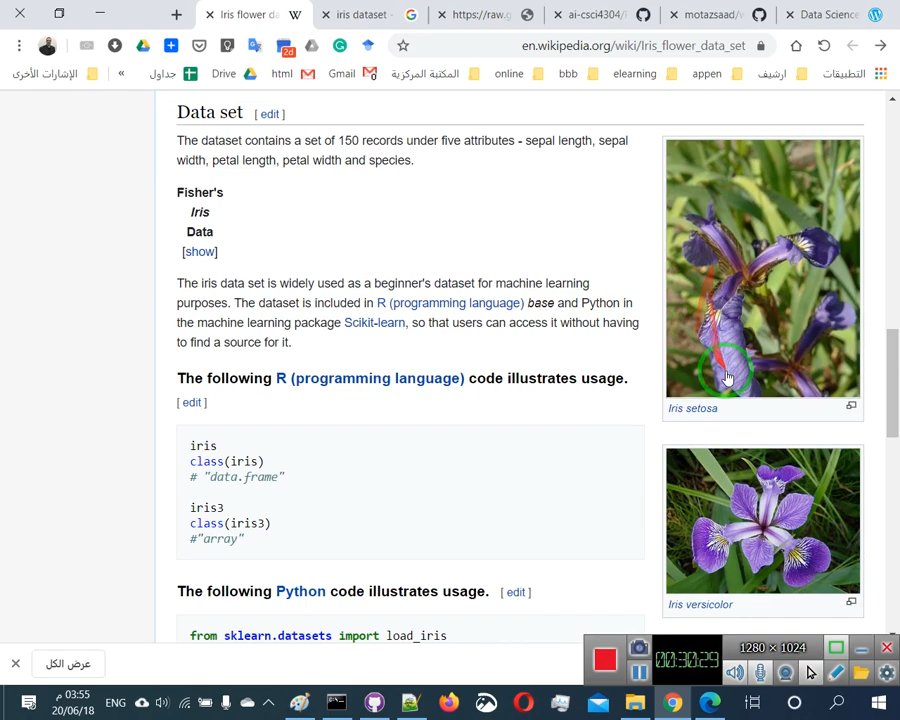 Iris flower da
iris dataset -
https://raw.g
ai-csci4304/i
motazsaad/w
Data Science
en.wikipedia.org/wiki/Iris_flower_data_set
2d
الإشارات الأخرى
»
جداول
Drive
html
Gmail
المكتبة المركزية
online
bbb
elearning
appen
ارشيف
التطبيقات
Data set [ edit ]
The dataset contains a set of 150 records under five attributes - sepal length, sepal
width, petal length, petal width and species.
Fisher's
Iris
Data
[show]
The iris data set is widely used as a beginner's dataset for machine learning
purposes. The dataset is included in R (programming language) base and Python in
the machine learning package Scikit-learn, so that users can access it without having
to find a source for it.
The following R (programming language) code illustrates usage.
[ edit ]
iris
class(iris)
# "data.frame"
iris3
class(iris3)
#"array"
The following Python code illustrates usage. [ edit ]
from sklearn.datasets import load_iris
Iris setosa
Iris versicolor
1280 × 1024
00:30:29
عرض الكل
03:55 م
20/06/18
ENG